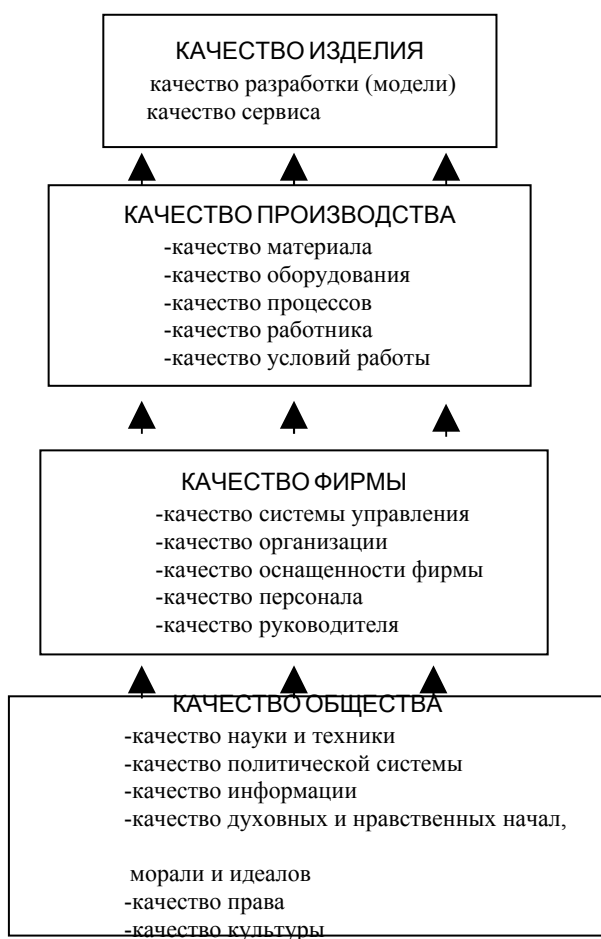 КАЧЕСТВО ИЗДЕЛИЯ
качество разработки (модели)
качество сервиса
КАЧЕСТВО ПРОИЗВОДСТВА
-качество материала
-качество оборудования
-качество процессов
-качество работника
-качество условий работы
КАЧЕСТВО ФИРМЫ
-качество системы управления
-качество организации
-качество оснащенности фирмы
-качество персонала
-качество руководителя
КАЧЕСТВО ОБЩЕСТВА
-качество науки и техники
-качество политической системы
-качество информации
-качество духовных и нравственных начал,
морали и идеалов
-качество права
-качество культуры